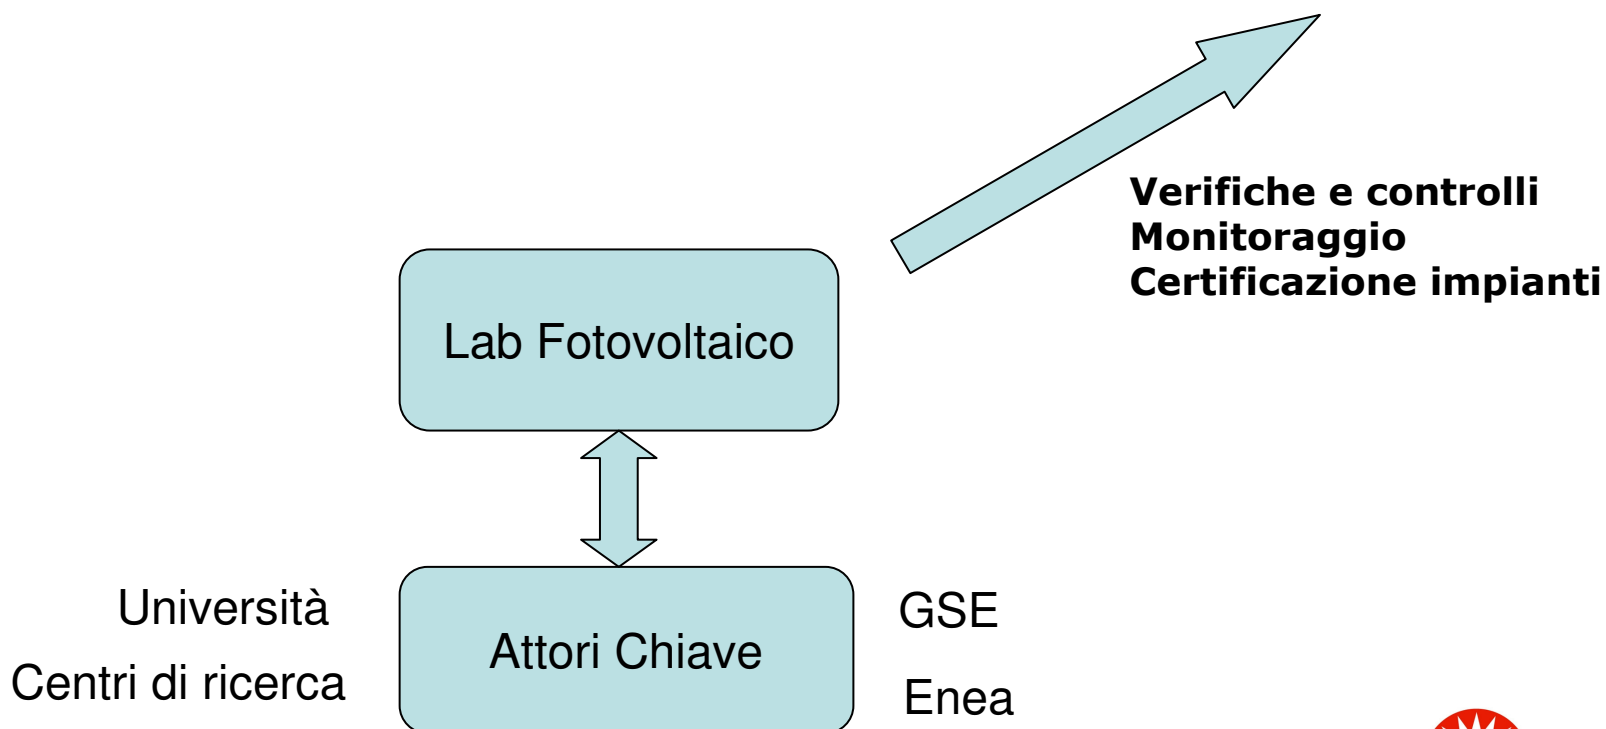 Verifiche e controlli
Monitoraggio
Certificazione impianti
Lab Fotovoltaico
Università
Centri di ricerca
Attori Chiave
GSE
Enea